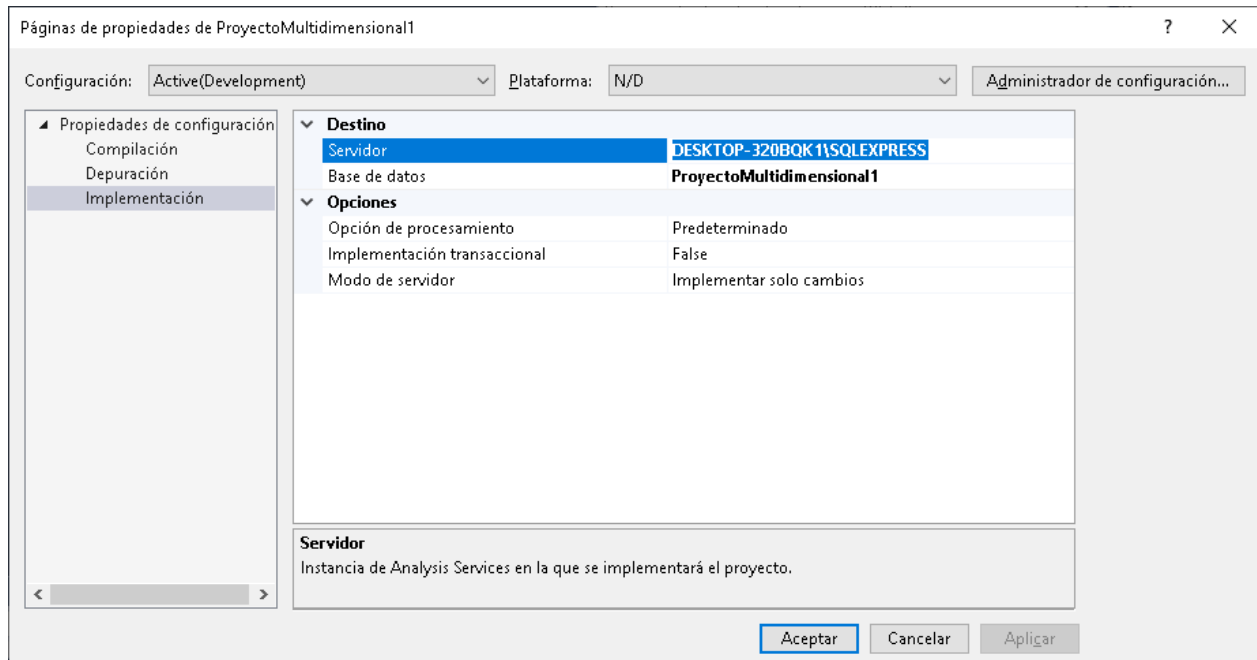 Páginas de propiedades de ProyectoMultidimensional1 ? ×
Configuración: Active(Development) Plataforma: N/D Administrador de configuración...
Propiedades de configuración
Compilación
Depuración
Implementación
Destino
Servidor DESKTOP-320BQK1\SQLEXPRESS
Base de datos ProyectoMultidimensional1
Opciones
Opción de procesamiento Predeterminado
Implementación transaccional False
Modo de servidor Implementar solo cambios
Servidor
Instancia de Analysis Services en la que se implementará el proyecto.
Aceptar Cancelar Aplicar